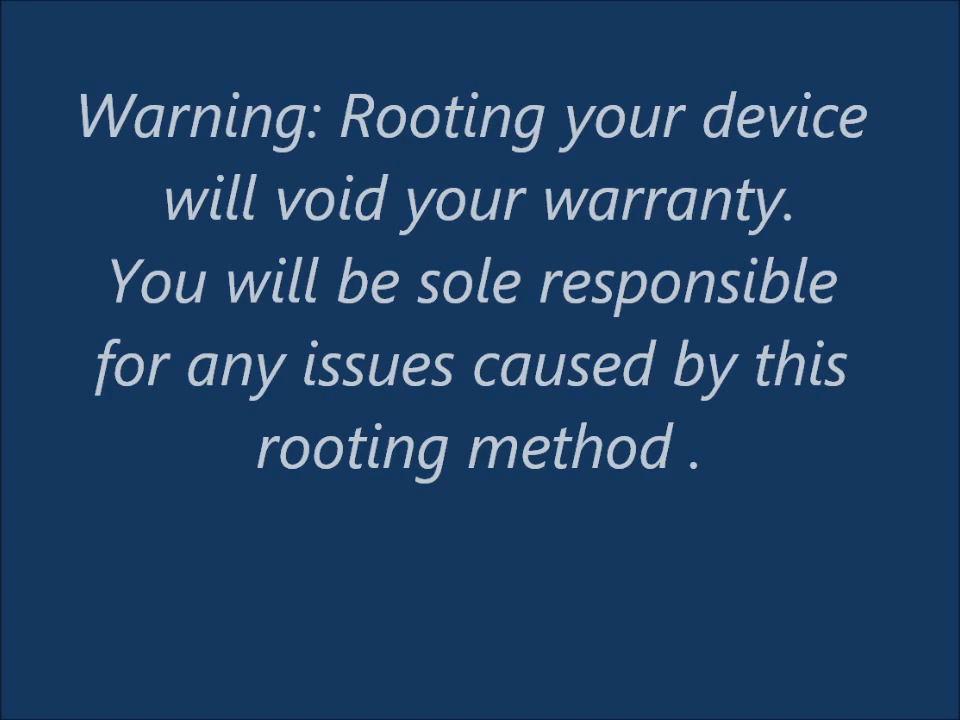 Warning: Rooting your device
will void your warranty.
You will be sole responsible
for any issues caused by this
rooting method .